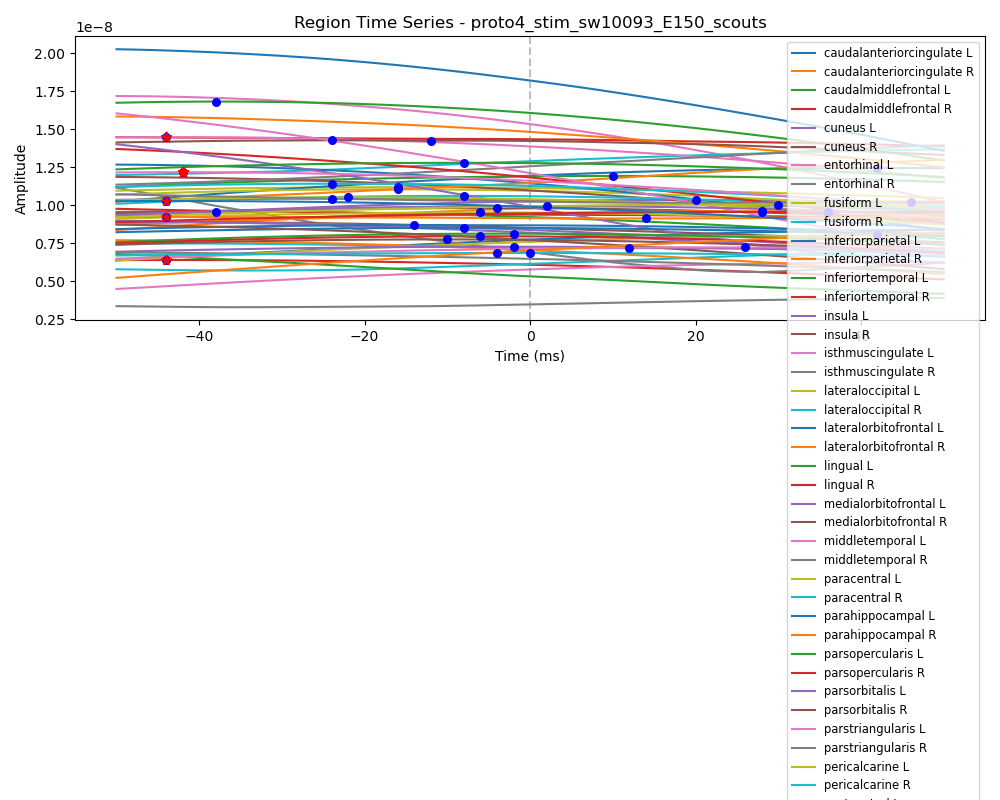 Region Time Series - proto4_stim_sw10093_E150_scouts
1e−8
2.00
1.75
1.50
1.25
1.00
0.75
0.50
0.25
Amplitude
−40
−20
0
20
40
Time (ms)
caudalanteriorcingulate L
caudalanteriorcingulate R
caudalmiddlefrontal L
caudalmiddlefrontal R
cuneus L
cuneus R
entorhinal L
entorhinal R
fusiform L
fusiform R
inferiorparietal L
inferiorparietal R
inferiortemporal L
inferiortemporal R
insula L
insula R
isthmuscingulate L
isthmuscingulate R
lateraloccipital L
lateraloccipital R
lateralorbitofrontal L
lateralorbitofrontal R
lingual L
lingual R
medialorbitofrontal L
medialorbitofrontal R
middletemporal L
middletemporal R
paracentral L
paracentral R
parahippocampal L
parahippocampal R
parsopercularis L
parsopercularis R
parsorbitalis L
parsorbitalis R
parstriangularis L
parstriangularis R
pericalcarine L
pericalcarine R